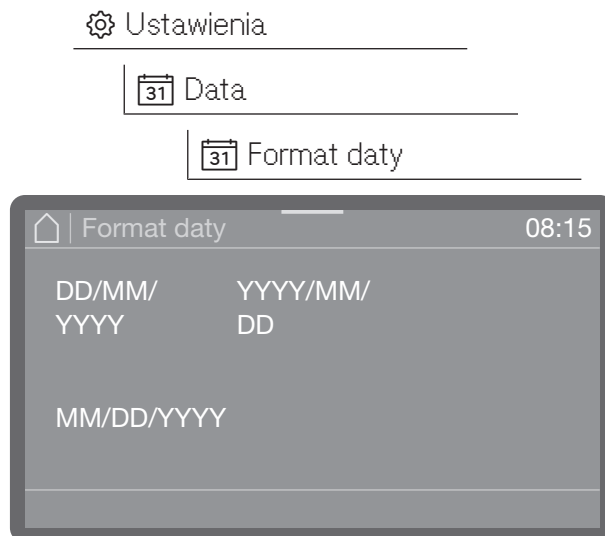 Ustawienia
31 Data
31 Format daty
Format daty 08:15
DD/MM/ YYYY/MM/
YYYY DD
MM/DD/YYYY